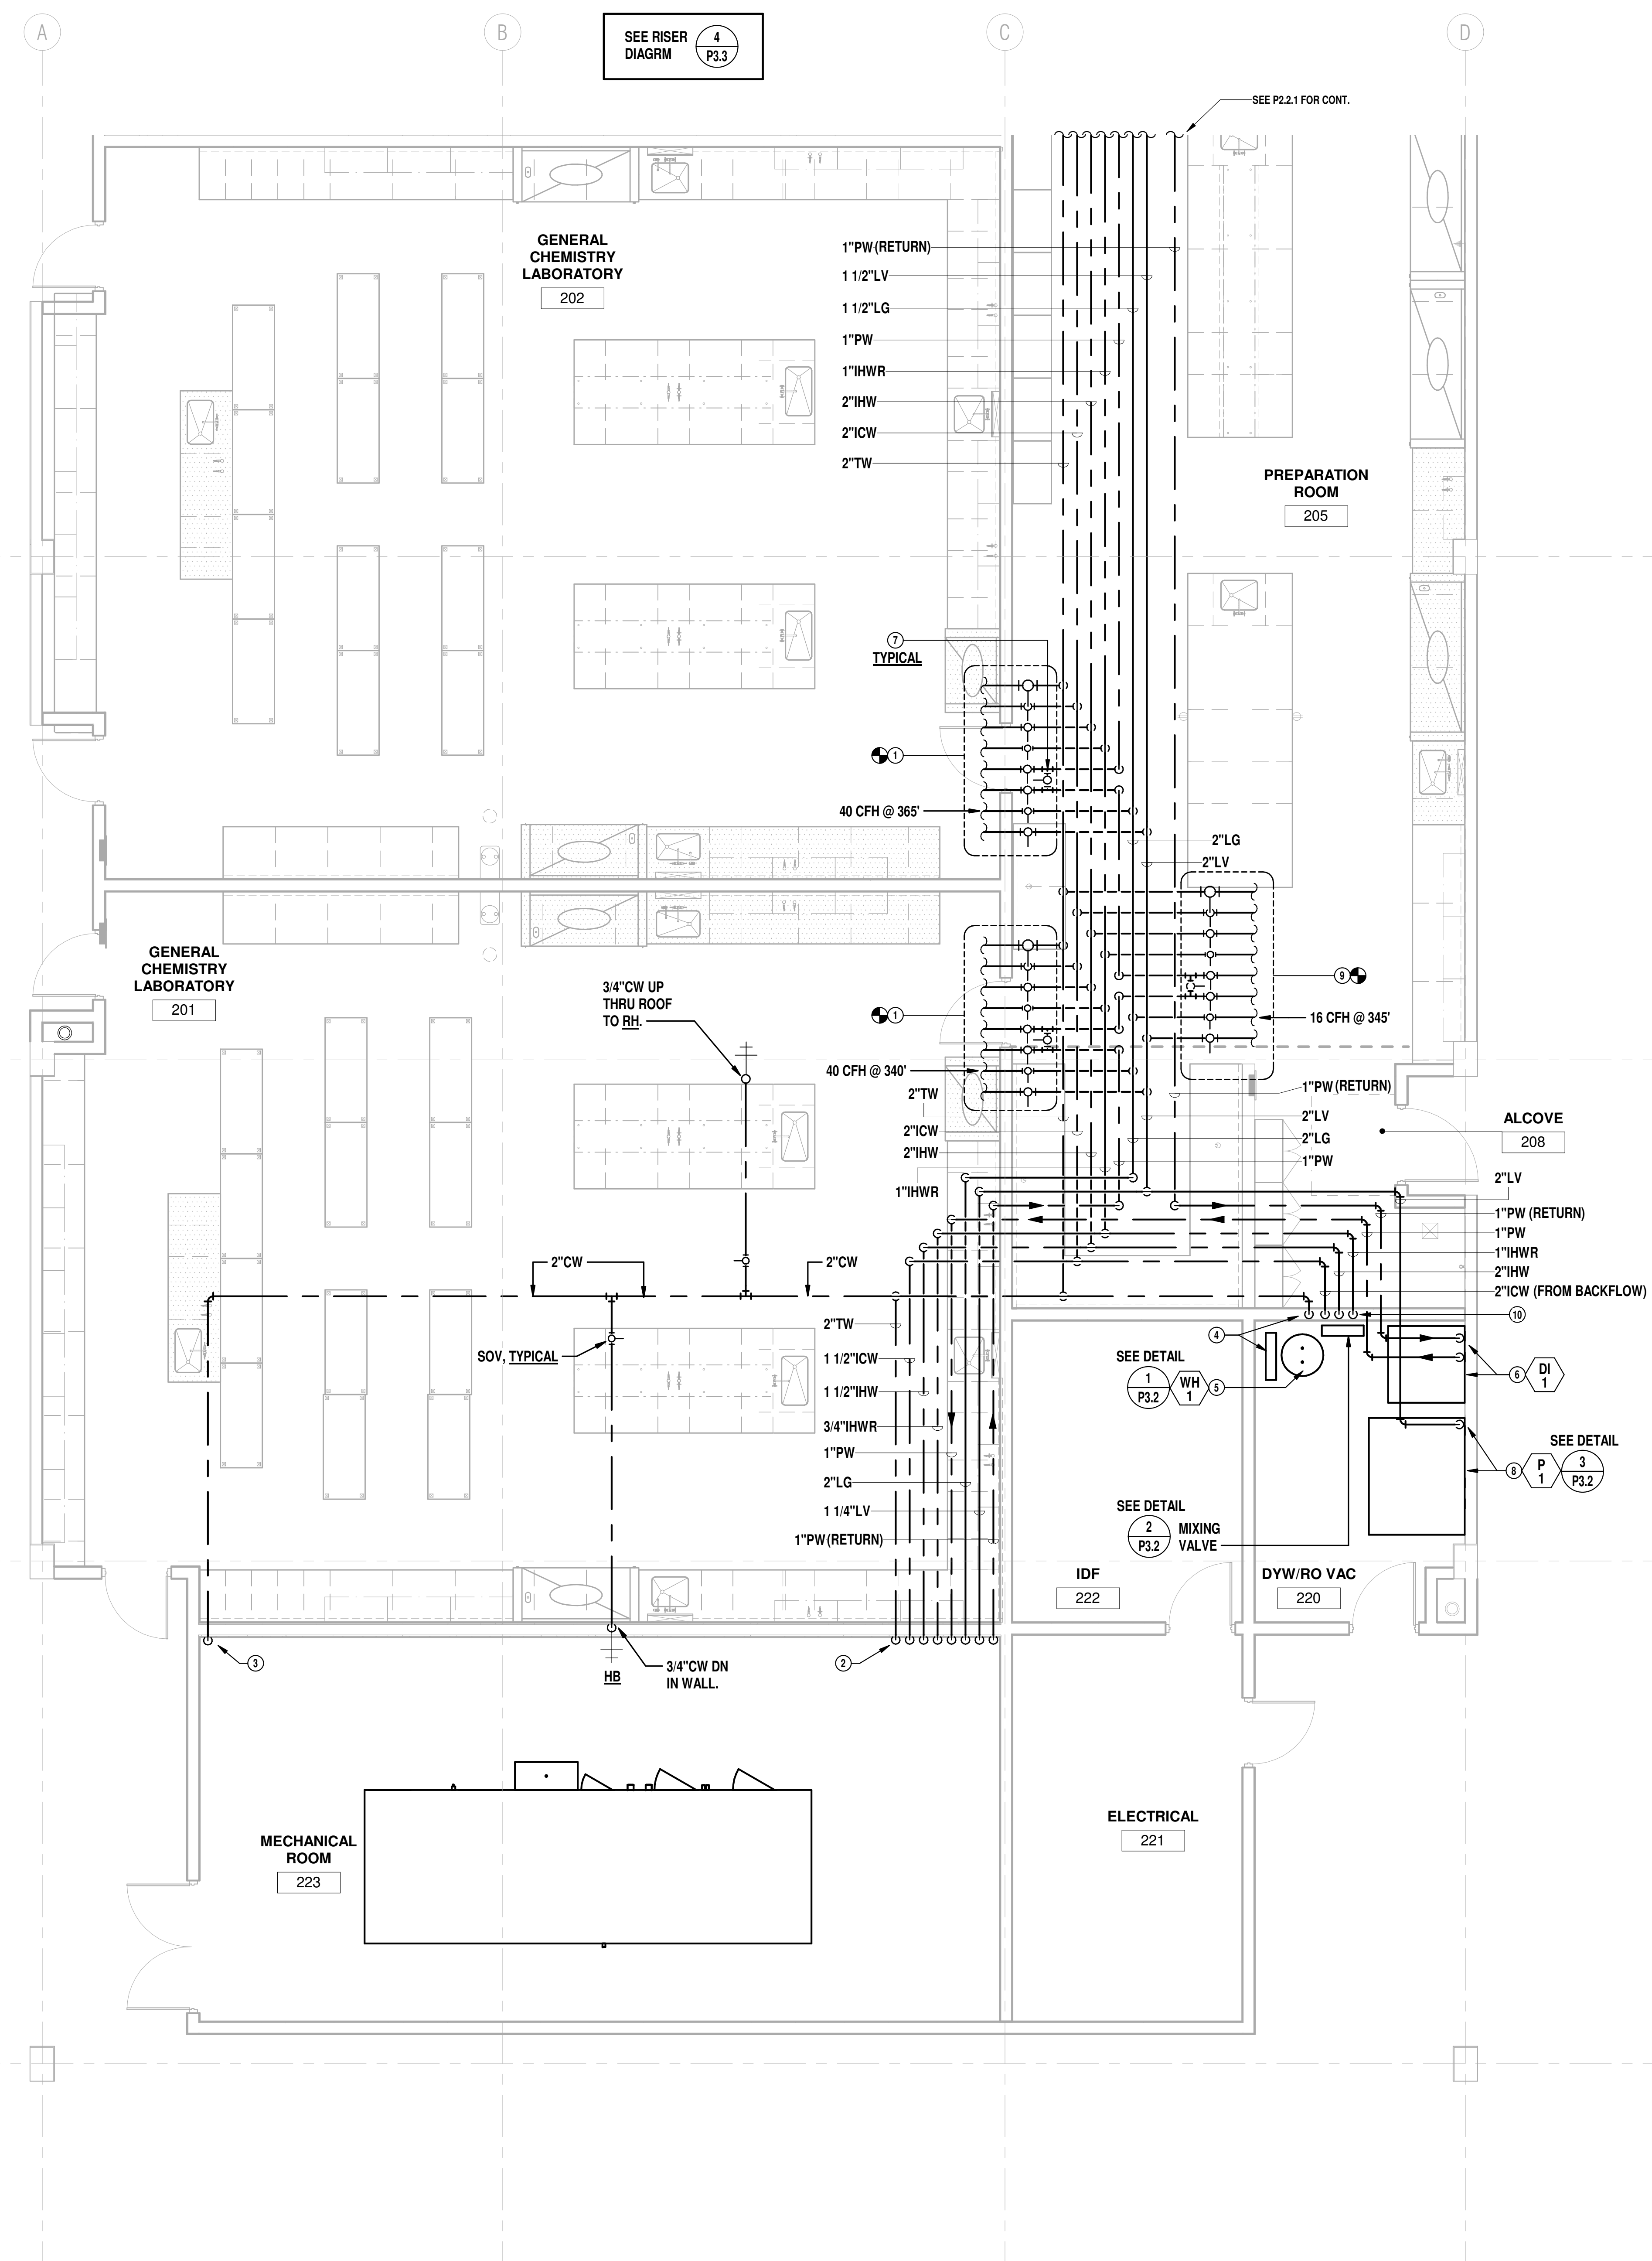 A
B
C
D
SEE RISER
DIAGRM
4
P3.3
SEE P2.2.1 FOR CONT.
GENERAL
CHEMISTRY
LABORATORY
202
1"PW (RETURN)
1 1/2"LV
1 1/2"LG
1"PW
1"IHWR
2"IHW
2"ICW
2"TW
PREPARATION
ROOM
205
7
TYPICAL
1
40 CFH @ 365'
2"LG
2"LV
GENERAL
CHEMISTRY
LABORATORY
201
3/4"CW UP
THRU ROOF
TO RH.
9
1
16 CFH @ 345'
40 CFH @ 340'
2"TW
2"ICW
2"IHW
1"IHWR
1"PW (RETURN)
2"LV
2"LG
1"PW
ALCOVE
208
2"LV
1"PW (RETURN)
1"PW
1"IHWR
2"IHW
2"ICW (FROM BACKFLOW)
10
2"CW
2"CW
SOV, TYPICAL
2"TW
1 1/2"ICW
1 1/2"IHW
3/4"IHWR
1"PW
2"LG
1 1/4"LV
1"PW (RETURN)
4
SEE DETAIL
1
P3.2
WH
1
5
6
DI
1
SEE DETAIL
8
P
1
3
P3.2
SEE DETAIL
2
P3.2
MIXING
VALVE
IDF
222
DYW/RO VAC
220
3
HB
3/4"CW DN
IN WALL.
2
MECHANICAL
ROOM
223
ELECTRICAL
221